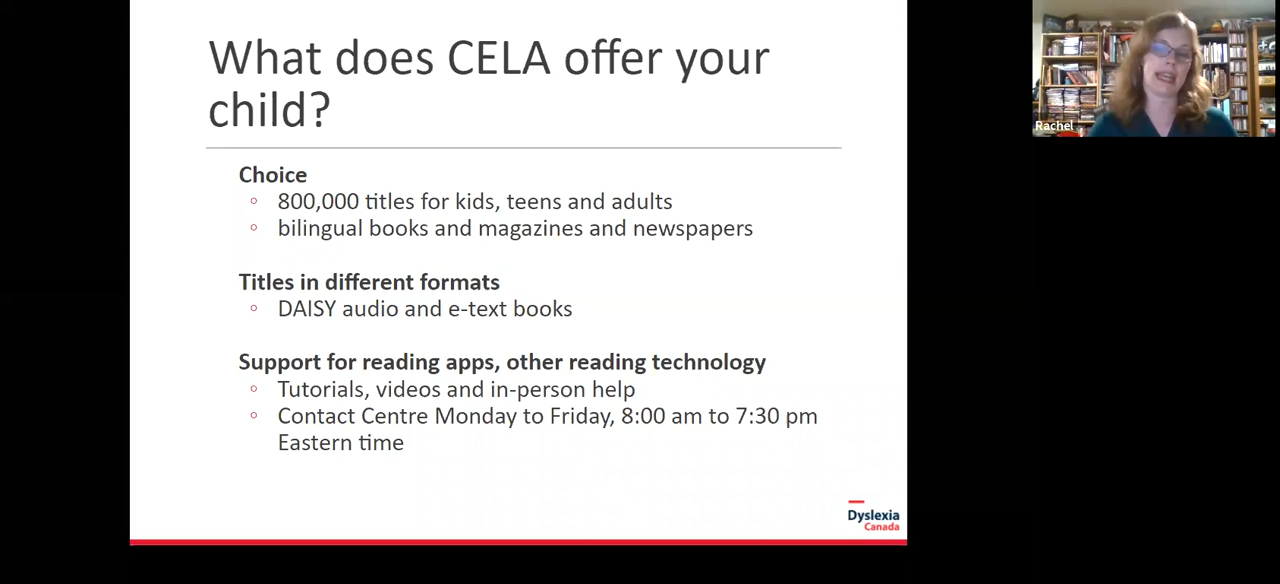 What does CELA offer your
child?
Choice
800,000 titles for kids, teens and adults
bilingual books and magazines and newspapers
Titles in different formats
DAISY audio and e-text books
Support for reading apps, other reading technology
Tutorials, videos and in-person help
Contact Centre Monday to Friday, 8:00 am to 7:30 pm
Eastern time
Dyslexia
Canada
Rachel